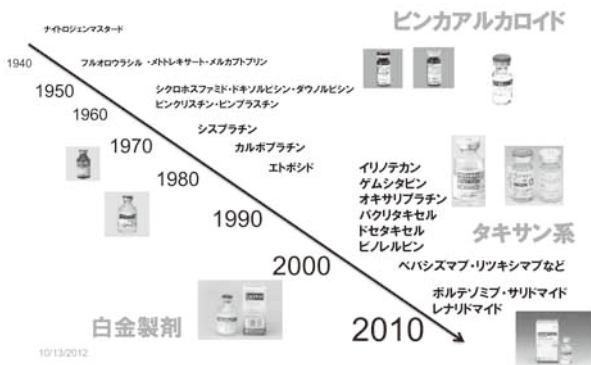 ビンカアルカロイド
ナイトロジェンマスタード
1940
フルオロウラシル ・メトトレキサート・メルカプトプリン
1950
シクロホスファミド・ドキソルビシン・ダウノルビシン
ビンクリスチン・ビンブラスチン
1960
シスプラチン
1970
カルボプラチン
エトポシド
1980
イリノテカン
ゲムシタビン
オキサリプラチン
パクリタキセル
ドセタキセル
ビノレルビン
1990
タキサン系
2000
ベバシズマブ・リツキシマブなど
ボルテゾミブ・サリドマイド
レナリドマイド
白金製剤
2010
10/13/2012